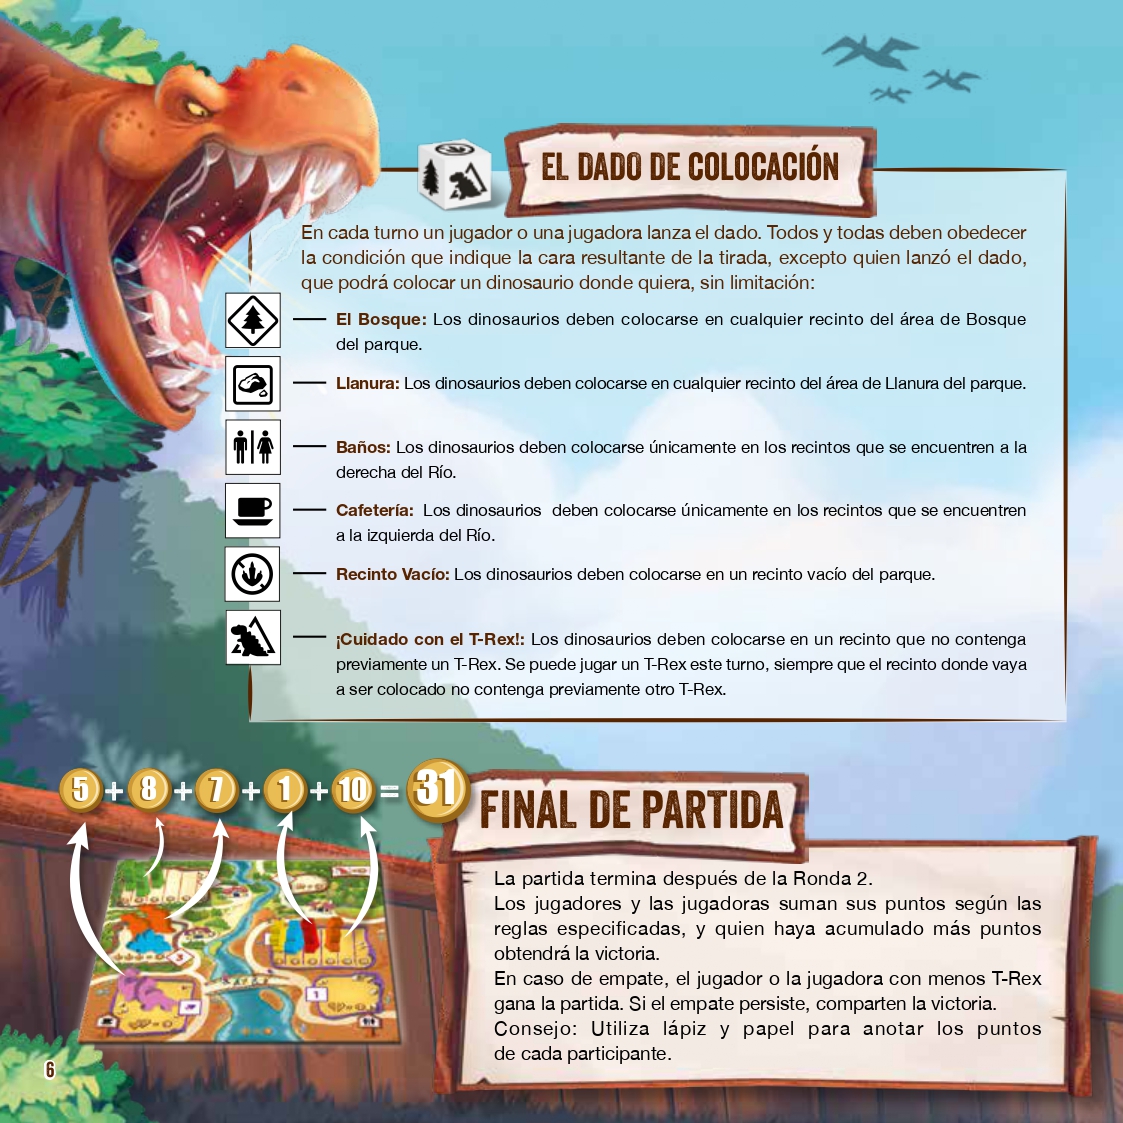 EL DADO DE COLOCACIÓN
En cada turno un jugador o una jugadora lanza el dado. Todos y todas deben obedecer
la condición que indique la cara resultante de la tirada, excepto quien lanzó el dado,
que podrá colocar un dinosaurio donde quiera, sin limitación:
El Bosque: Los dinosaurios deben colocarse en cualquier recinto del área de Bosque
del parque.
Llanura: Los dinosaurios deben colocarse en cualquier recinto del área de Llanura del parque.
Baños: Los dinosaurios deben colocarse únicamente en los recintos que se encuentren a la
derecha del Río.
Cafetería: Los dinosaurios deben colocarse únicamente en los recintos que se encuentren
a la izquierda del Río.
Recinto Vacío: Los dinosaurios deben colocarse en un recinto vacío del parque.
¡Cuidado con el T-Rex!: Los dinosaurios deben colocarse en un recinto que no contenga
previamente un T-Rex. Se puede jugar un T-Rex este turno, siempre que el recinto donde vaya
a ser colocado no contenga previamente otro T-Rex.
5 + 8 + 7 + 1 + 10 = 31
FINAL DE PARTIDA
La partida termina después de la Ronda 2.
Los jugadores y las jugadoras suman sus puntos según las
reglas especificadas, y quien haya acumulado más puntos
obtendrá la victoria.
En caso de empate, el jugador o la jugadora con menos T-Rex
gana la partida. Si el empate persiste, comparten la victoria.
Consejo: Utiliza lápiz y papel para anotar los puntos
de cada participante.
1
6